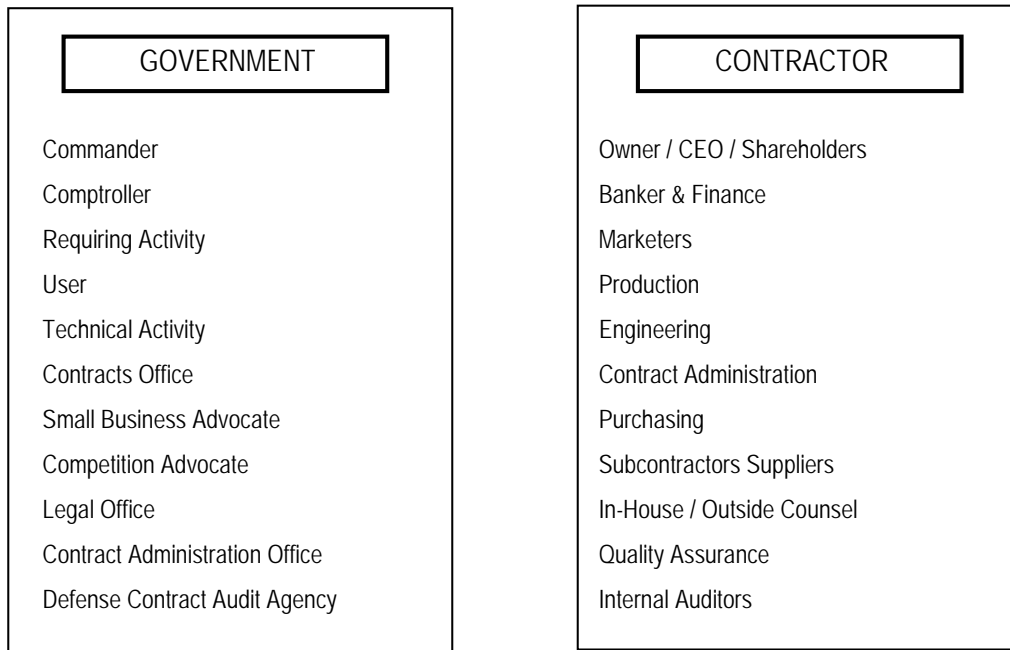 GOVERNMENT
Commander
Comptroller
Requiring Activity
User
Technical Activity
Contracts Office
Small Business Advocate
Competition Advocate
Legal Office
Contract Administration Office
Defense Contract Audit Agency
CONTRACTOR
Owner / CEO / Shareholders
Banker & Finance
Marketers
Production
Engineering
Contract Administration
Purchasing
Subcontractors Suppliers
In-House / Outside Counsel
Quality Assurance
Internal Auditors